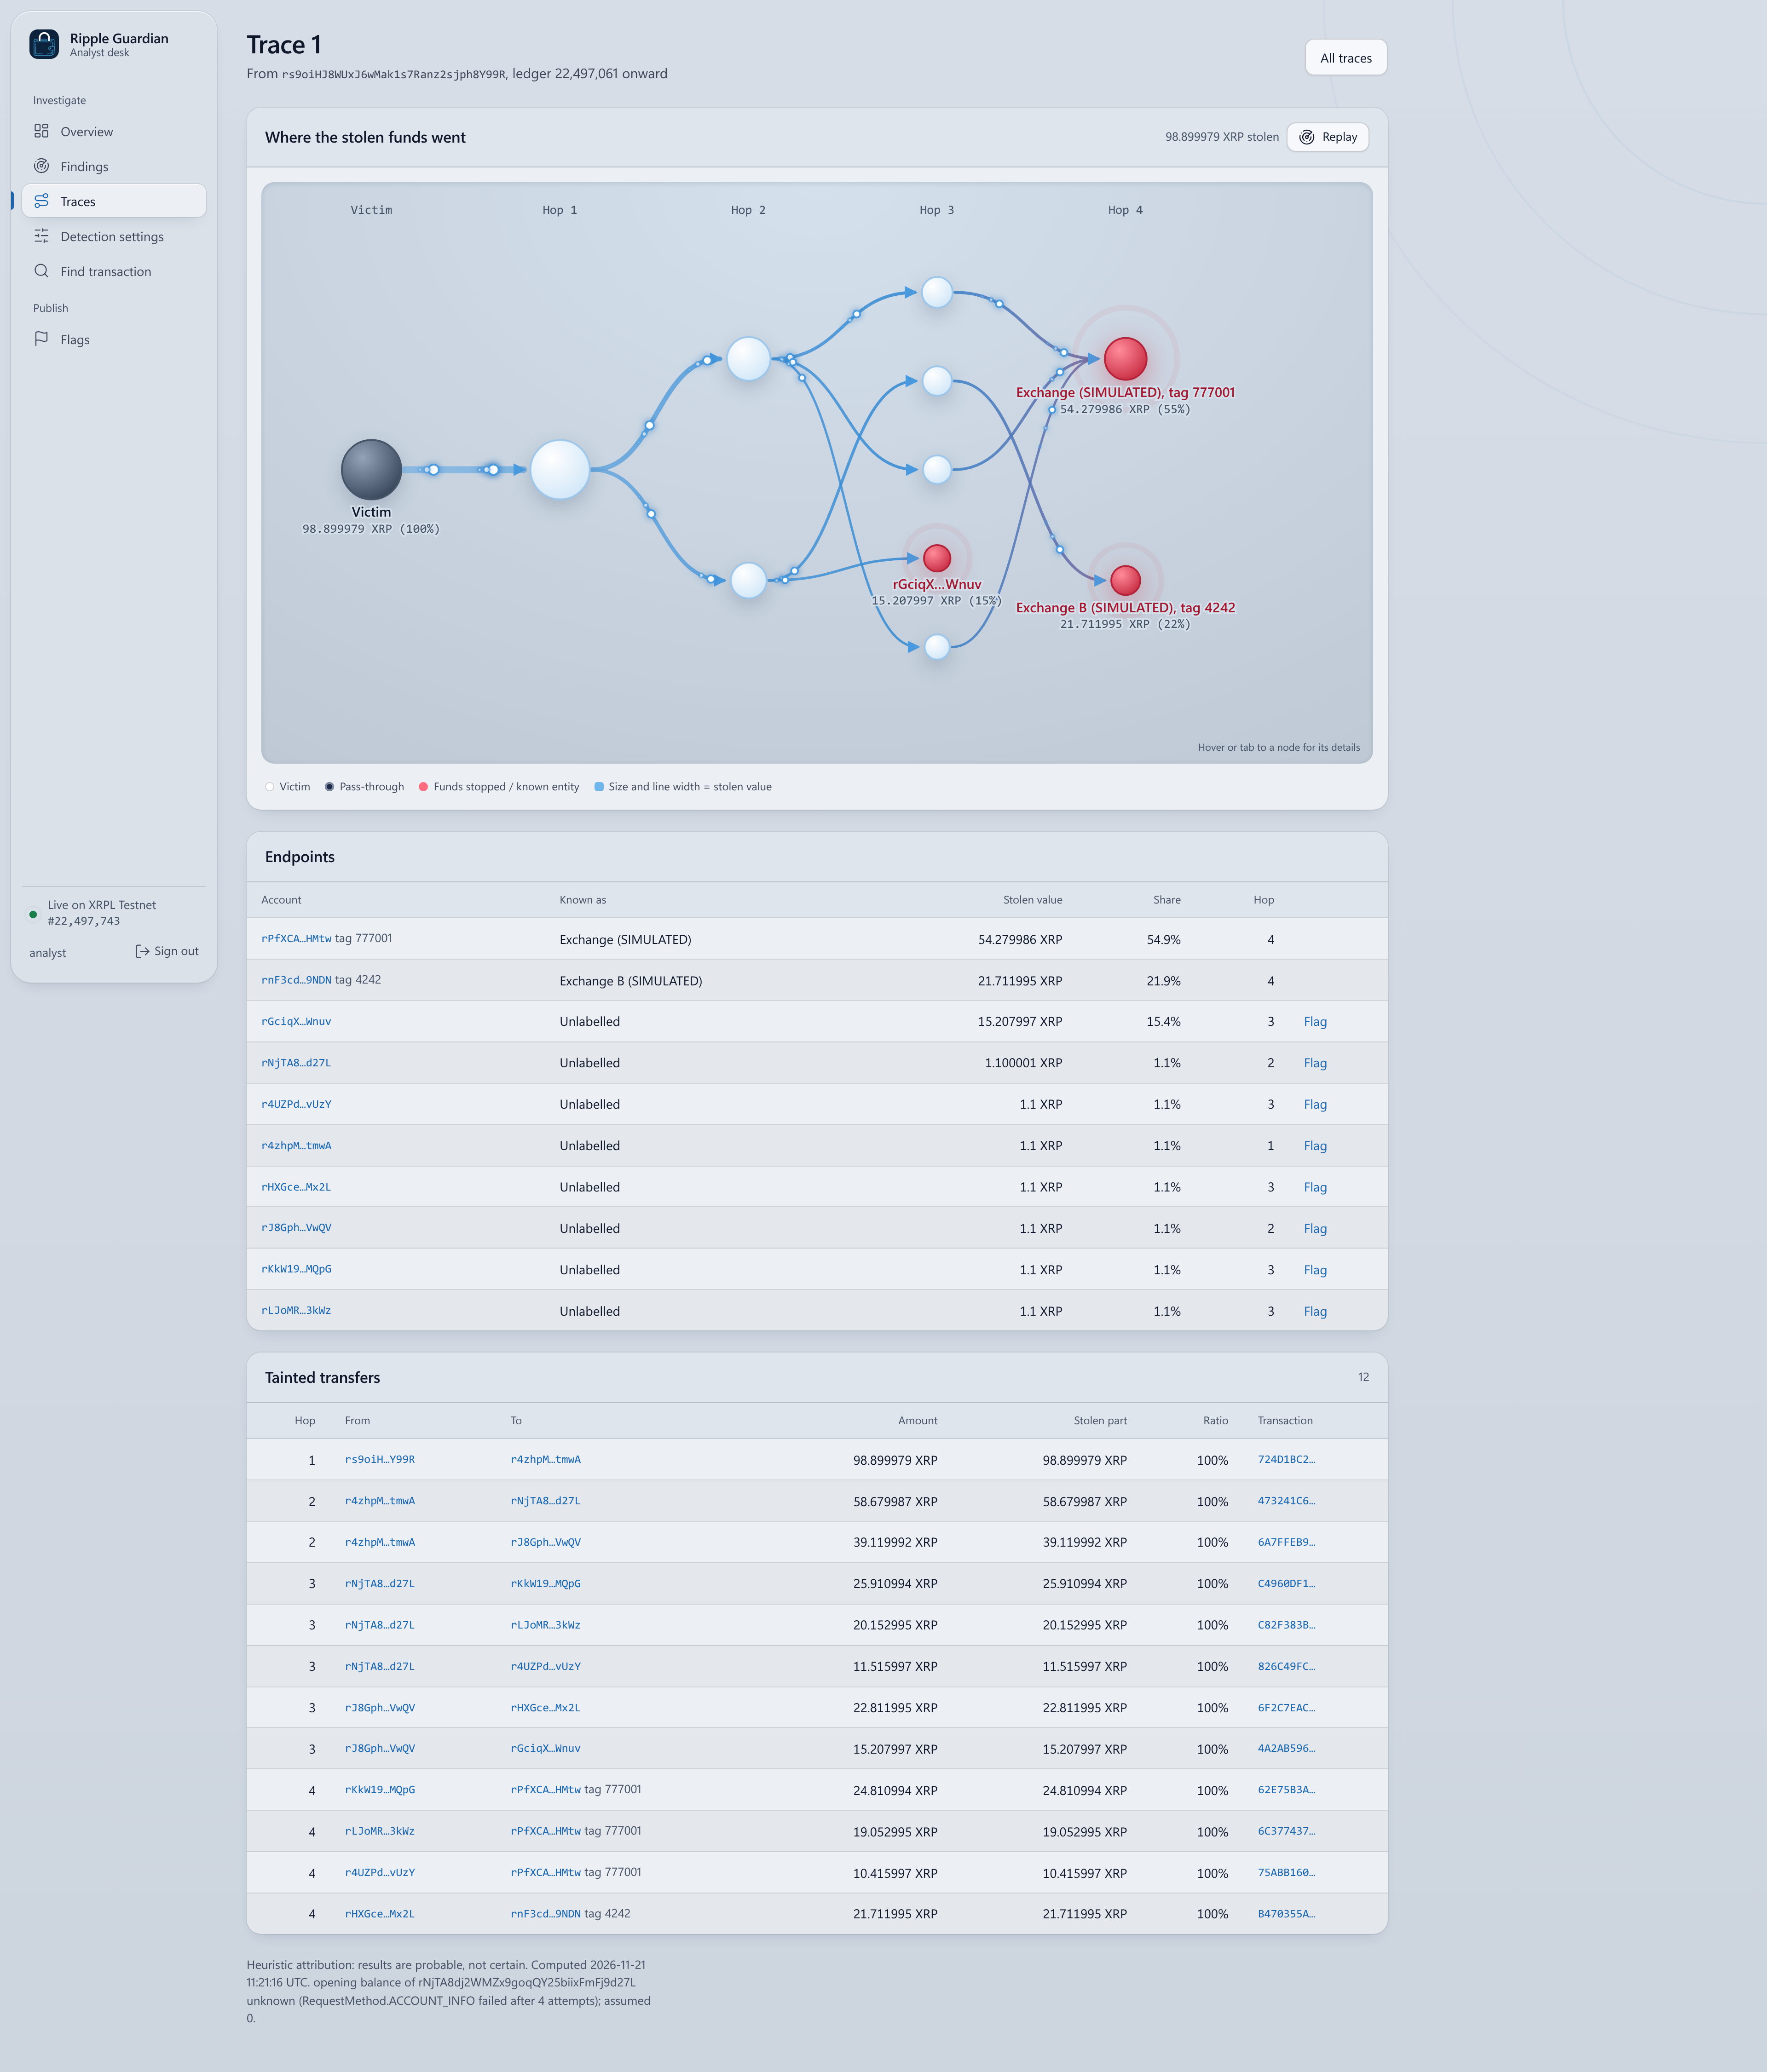 Ripple Guardian
Analyst desk
Investigate
Overview
Findings
Traces
Detection settings
Find transaction
Publish
Flags
Live on XRPL Testnet
#22,497,743
analyst
Sign out
Trace 1
From rs9oiHJ8WUxJ6wMak1s7Ranz2sjph8Y99R, ledger 22,497,061 onward
All traces
Where the stolen funds went
98.899979 XRP stolen
Replay
Victim Hop 1 Hop 2 Hop 3 Hop 4
Exchange (SIMULATED), tag 777001
54.279986 XRP (55%)
Victim
98.899979 XRP (100%)
rGciqX…Wnuv
15.207997 XRP (15%)
Exchange B (SIMULATED), tag 4242
21.711995 XRP (22%)
Hover or tab to a node for its details
Victim Pass-through Funds stopped / known entity Size and line width = stolen value
Endpoints
Account Known as Stolen value Share Hop
rPfXCA…HMtw tag 777001 Exchange (SIMULATED) 54.279986 XRP 54.9% 4
rnF3cd…9NDN tag 4242 Exchange B (SIMULATED) 21.711995 XRP 21.9% 4
rGciqX…Wnuv Unlabelled 15.207997 XRP 15.4% 3 Flag
rNjTA8…d27L Unlabelled 1.100001 XRP 1.1% 2 Flag
r4UZPd…vUzY Unlabelled 1.1 XRP 1.1% 3 Flag
r4zhpM…tmwA Unlabelled 1.1 XRP 1.1% 1 Flag
rHXGce…Mx2L Unlabelled 1.1 XRP 1.1% 3 Flag
rJ8Gph…VwQV Unlabelled 1.1 XRP 1.1% 2 Flag
rKkW19…MQpG Unlabelled 1.1 XRP 1.1% 3 Flag
rLJoMR…3kWz Unlabelled 1.1 XRP 1.1% 3 Flag
Tainted transfers 12
Hop From To Amount Stolen part Ratio Transaction
1 rs9oiH…Y99R r4zhpM…tmwA 98.899979 XRP 98.899979 XRP 100% 724D1BC2…
2 r4zhpM…tmwA rNjTA8…d27L 58.679987 XRP 58.679987 XRP 100% 473241C6…
2 r4zhpM…tmwA rJ8Gph…VwQV 39.119992 XRP 39.119992 XRP 100% 6A7FFEB9…
3 rNjTA8…d27L rKkW19…MQpG 25.910994 XRP 25.910994 XRP 100% C4960DF1…
3 rNjTA8…d27L rLJoMR…3kWz 20.152995 XRP 20.152995 XRP 100% C82F383B…
3 rNjTA8…d27L r4UZPd…vUzY 11.515997 XRP 11.515997 XRP 100% 826C49FC…
3 rJ8Gph…VwQV rHXGce…Mx2L 22.811995 XRP 22.811995 XRP 100% 6F2C7EAC…
3 rJ8Gph…VwQV rGciqX…Wnuv 15.207997 XRP 15.207997 XRP 100% 4A2AB596…
4 rKkW19…MQpG rPfXCA…HMtw tag 777001 24.810994 XRP 24.810994 XRP 100% 62E75B3A…
4 rLJoMR…3kWz rPfXCA…HMtw tag 777001 19.052995 XRP 19.052995 XRP 100% 6C377437…
4 r4UZPd…vUzY rPfXCA…HMtw tag 777001 10.415997 XRP 10.415997 XRP 100% 75ABB160…
4 rHXGce…Mx2L rnF3cd…9NDN tag 4242 21.711995 XRP 21.711995 XRP 100% B470355A…
Heuristic attribution: results are probable, not certain. Computed 2026-11-21
11:21:16 UTC. opening balance of rNjTA8dj2WMZx9goqQY25biixFmFj9d27L
unknown (RequestMethod.ACCOUNT_INFO failed after 4 attempts); assumed
0.